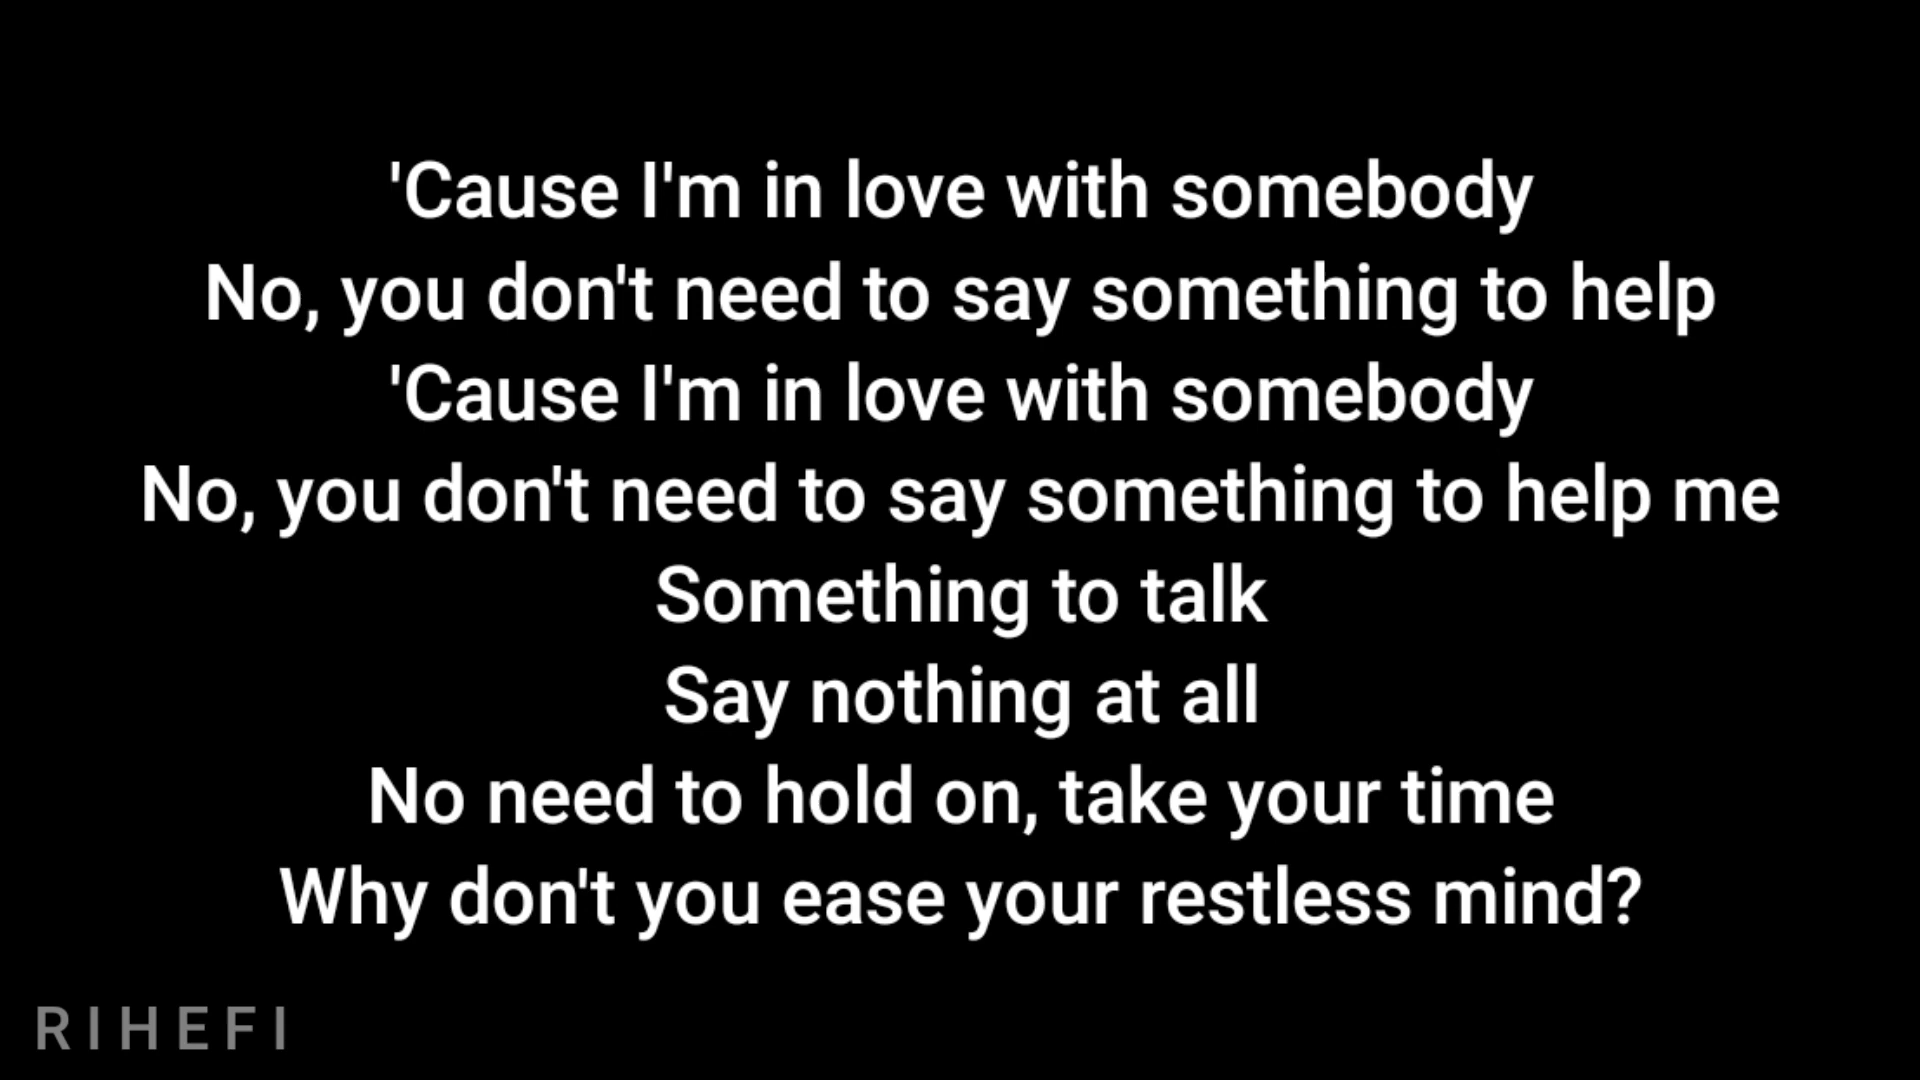 'Cause I'm in love with somebody
No, you don't need to say something to help
'Cause I'm in love with somebody
No, you don't need to say something to help me
Something to talk
Say nothing at all
No need to hold on, take your time
Why don't you ease your restless mind?
RIHEFI